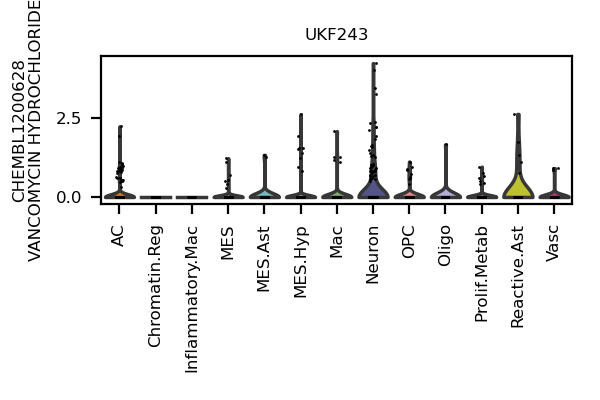 UKF243
CHEMBL1200628
VANCOMYCIN HYDROCHLORIDE
2.5
0.0
AC
Chromatin.Reg
Inflammatory.Mac
MES
MES.Ast
MES.Hyp
Mac
Neuron
OPC
Oligo
Prolif.Metab
Reactive.Ast
Vasc